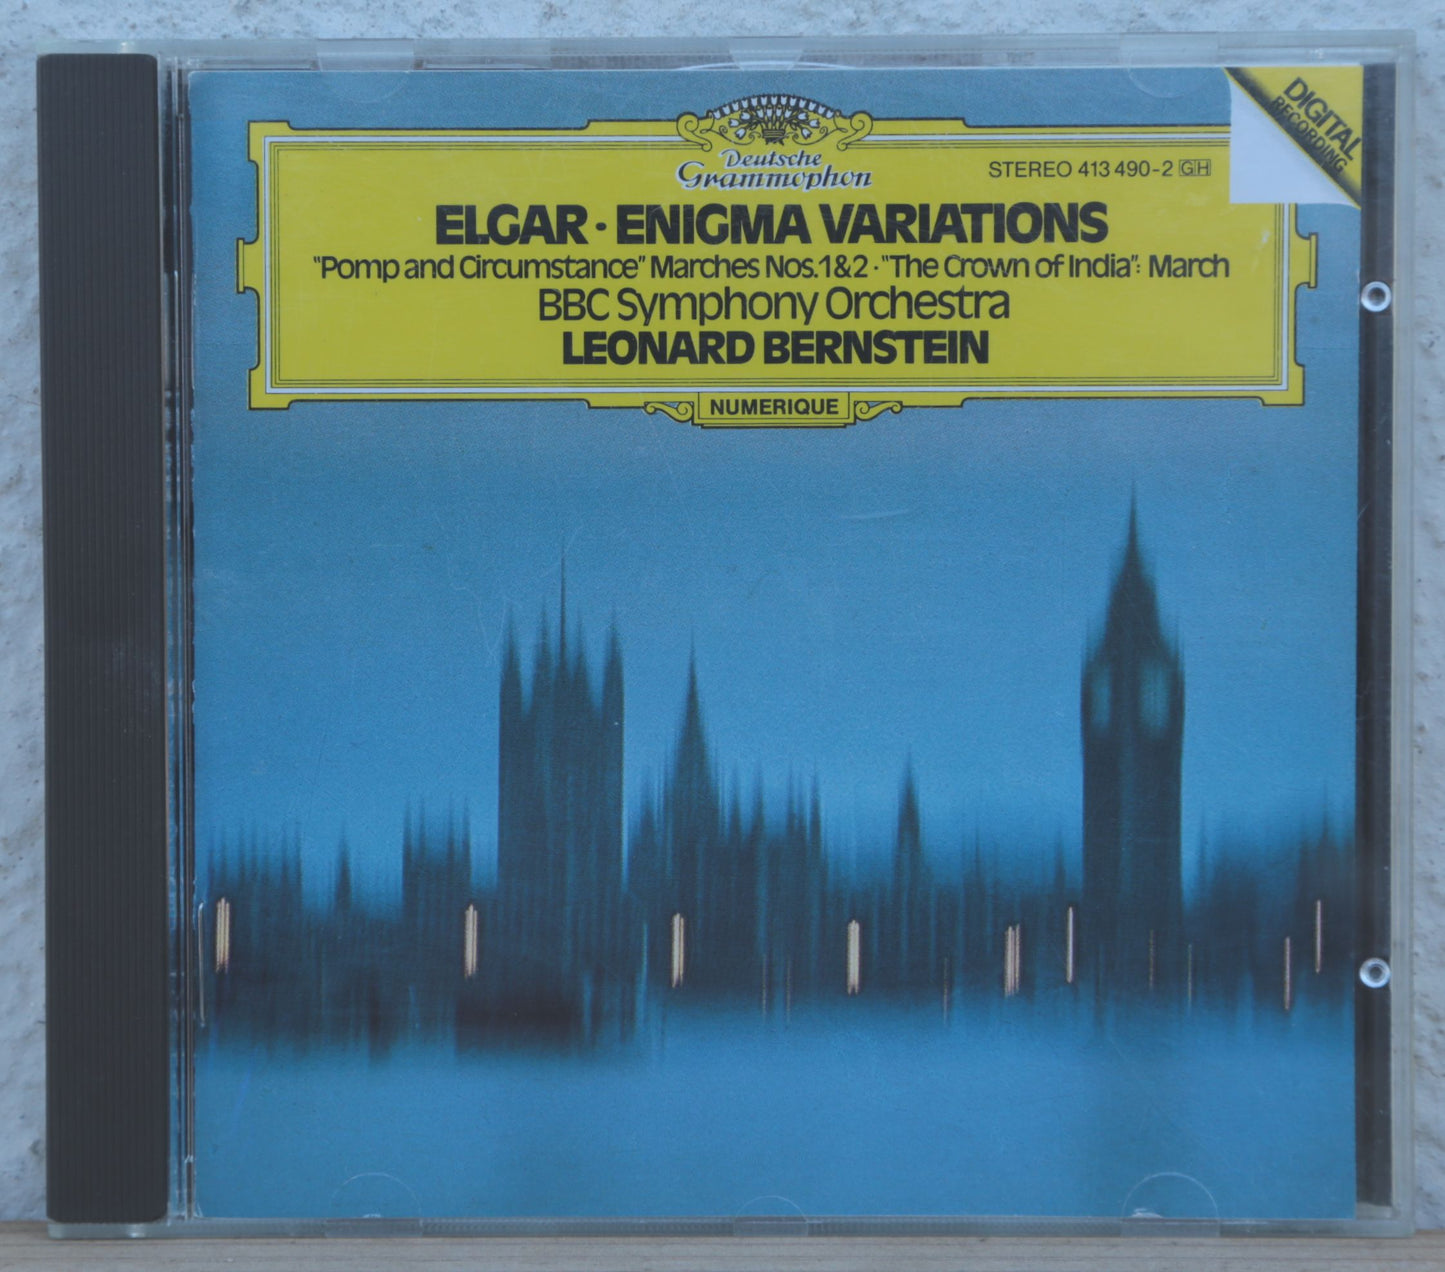 DIGITAL
RECORDING
Deutsche
Grammophon
STEREO 413 490-2 GH
ELGAR · ENIGMA VARIATIONS
"Pomp and Circumstance" Marches Nos. 1 & 2 · "The Crown of India": March
BBC Symphony Orchestra
LEONARD BERNSTEIN
NUMERIQUE